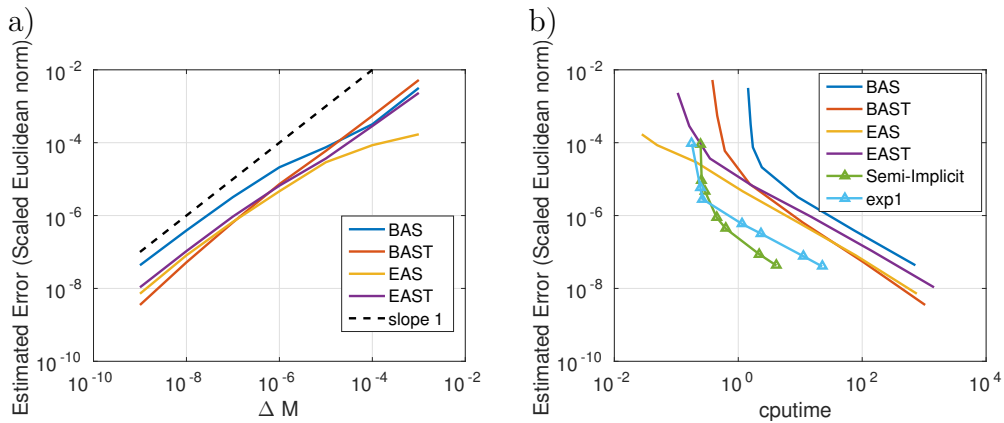 a)
Estimated Error (Scaled Euclidean norm)
10^-2
10^-4
10^-6
10^-8
10^-10
10^-10
10^-8
10^-6
10^-4
10^-2
Δ M
BAS
BAST
EAS
EAST
slope 1
b)
Estimated Error (Scaled Euclidean norm)
10^-2
10^-4
10^-6
10^-8
10^-10
10^-2
10^0
10^2
10^4
cputime
BAS
BAST
EAS
EAST
Semi-Implicit
exp1